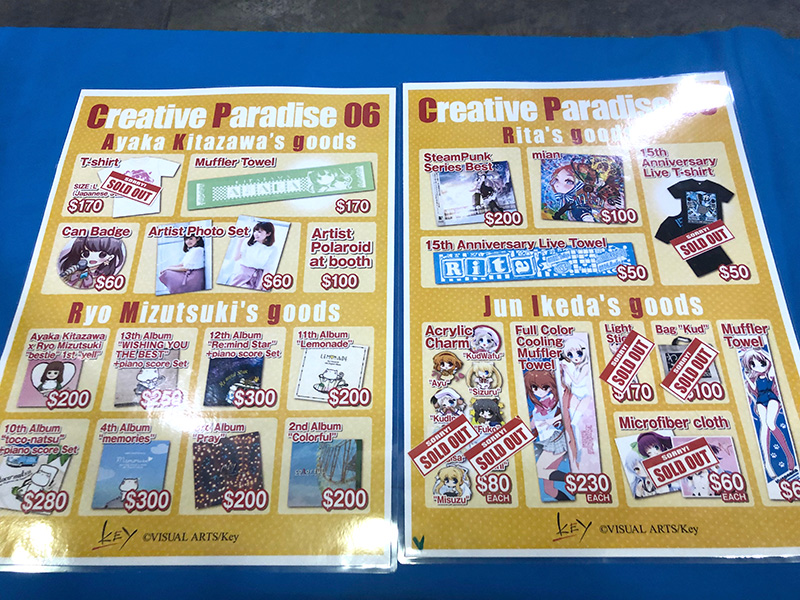 Creative Paradise 06
Ayaka Kitazawa's goods
T-shirt
SIZE: L
(Japanese
SORRY!
SOLD OUT
$170
Muffler Towel
$170
Can Badge
$60
Artist Photo Set
$60
Artist
Polaroid
at booth
$100
Ryo Mizutsuki's goods
Ayaka Kitazawa
x Ryo Mizutsuki
"bestie* 1st -yell"
$200
13th Album
"WISHING YOU
THE BEST"
+piano score Set
$250
12th Album
"Re:mind Star"
+piano score Set
$300
11th Album
"Lemonade"
LEMONADE
$200
10th Album
"toco-natsu"
+piano score Set
$280
4th Album
"memories"
$300
Album
"Pray"
$200
2nd Album
"Colorful"
$200
KEY
©VISUAL ARTS/Key
Creative Paradise
Rita's goods
SteamPunk
Series Best
$200
mian
$100
15th
Anniversary
Live T-shirt
SORRY!
SOLD OUT
$50
15th Anniversary Live Towel
Rita
$50
Jun Ikeda's goods
Acrylic
Charm
"KudWafu"
"Ayu"
"Shizuru"
"Fuko"
"Misuzu"
SORRY!
SOLD OUT
SOLD OUT
$80
EACH
Full Color
Cooling
Muffler
Towel
$230
EACH
Light
Stick
SORRY!
SOLD OUT
$170
Bag "Kud"
SORRY!
SOLD OUT
$100
Muffler
Towel
Microfiber cloth
SORRY!
SOLD OUT
$60
EACH
KEY
©VISUAL ARTS/Key